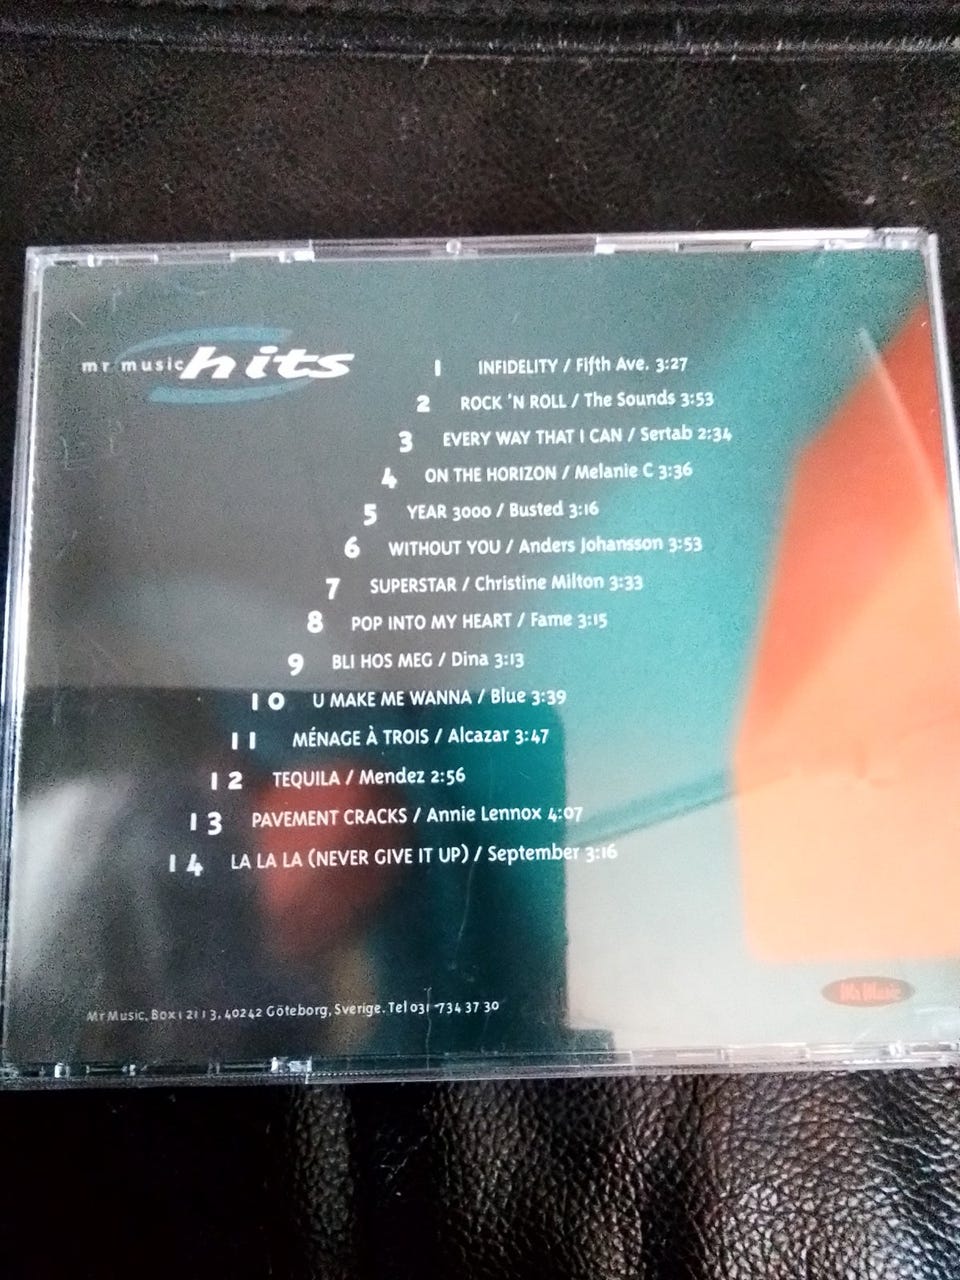 mr music hits
1 INFIDELITY / Fifth Ave. 3:27
2 ROCK 'N ROLL / The Sounds 3:53
3 EVERY WAY THAT I CAN / Sertab 2:34
4 ON THE HORIZON / Melanie C 3:36
5 YEAR 3000 / Busted 3:16
6 WITHOUT YOU / Anders Johansson 3:53
7 SUPERSTAR / Christine Milton 3:33
8 POP INTO MY HEART / Fame 3:15
9 BLI HOS MEG / Dina 3:13
10 U MAKE ME WANNA / Blue 3:39
11 MÉNAGE À TROIS / Alcazar 3:47
12 TEQUILA / Mendez 2:56
13 PAVEMENT CRACKS / Annie Lennox 4:07
14 LA LA LA (NEVER GIVE IT UP) / September 3:16
Mr Music, Box 12113, 40242 Göteborg, Sverige. Tel 031-734 37 30
Mr Music